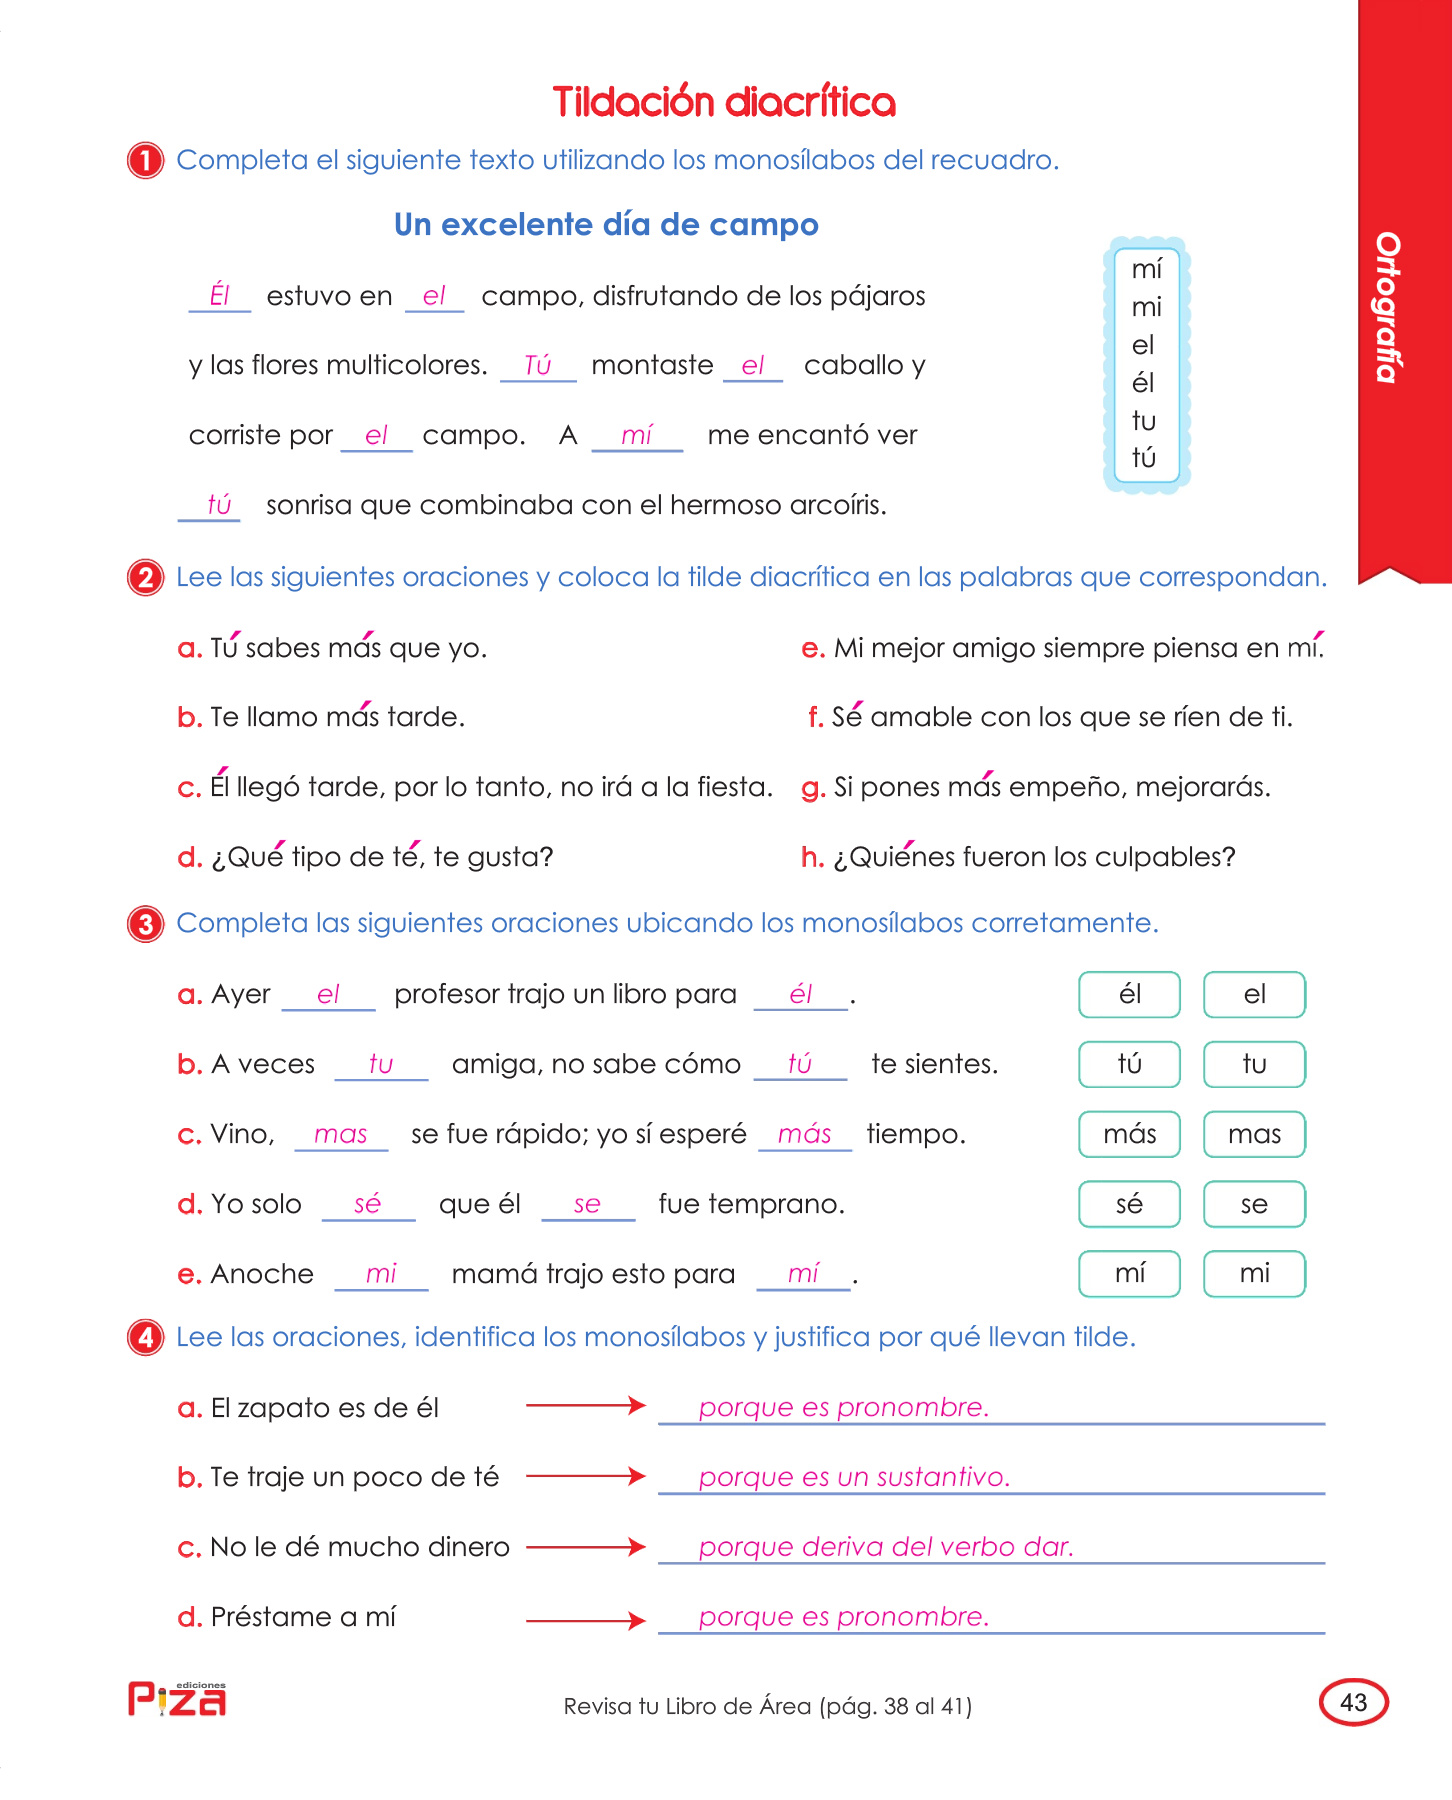 Tildación diacrítica
1 Completa el siguiente texto utilizando los monosílabos del recuadro.
Un excelente día de campo
Él estuvo en el campo, disfrutando de los pájaros
y las flores multicolores. Tú montaste el caballo y
corriste por el campo. A mí me encantó ver
tú sonrisa que combinaba con el hermoso arcoíris.
mí
mi
el
él
tu
tú
Ortografía
2 Lee las siguientes oraciones y coloca la tilde diacrítica en las palabras que correspondan.
a. Tú sabes más que yo.
b. Te llamo más tarde.
c. Él llegó tarde, por lo tanto, no irá a la fiesta.
d. ¿Qué tipo de té, te gusta?
e. Mi mejor amigo siempre piensa en mí.
f. Sé amable con los que se ríen de ti.
g. Si pones más empeño, mejorarás.
h. ¿Quiénes fueron los culpables?
3 Completa las siguientes oraciones ubicando los monosílabos corretamente.
a. Ayer el profesor trajo un libro para él. él el
b. A veces tu amiga, no sabe cómo tú te sientes. tú tu
c. Vino, mas se fue rápido; yo sí esperé más tiempo. más mas
d. Yo solo sé que él se fue temprano. sé se
e. Anoche mi mamá trajo esto para mí. mí mi
4 Lee las oraciones, identifica los monosílabos y justifica por qué llevan tilde.
a. El zapato es de él porque es pronombre.
b. Te traje un poco de té porque es un sustantivo.
c. No le dé mucho dinero porque deriva del verbo dar.
d. Préstame a mí porque es pronombre.
ediciones
Piza
Revisa tu Libro de Área (pág. 38 al 41)
43